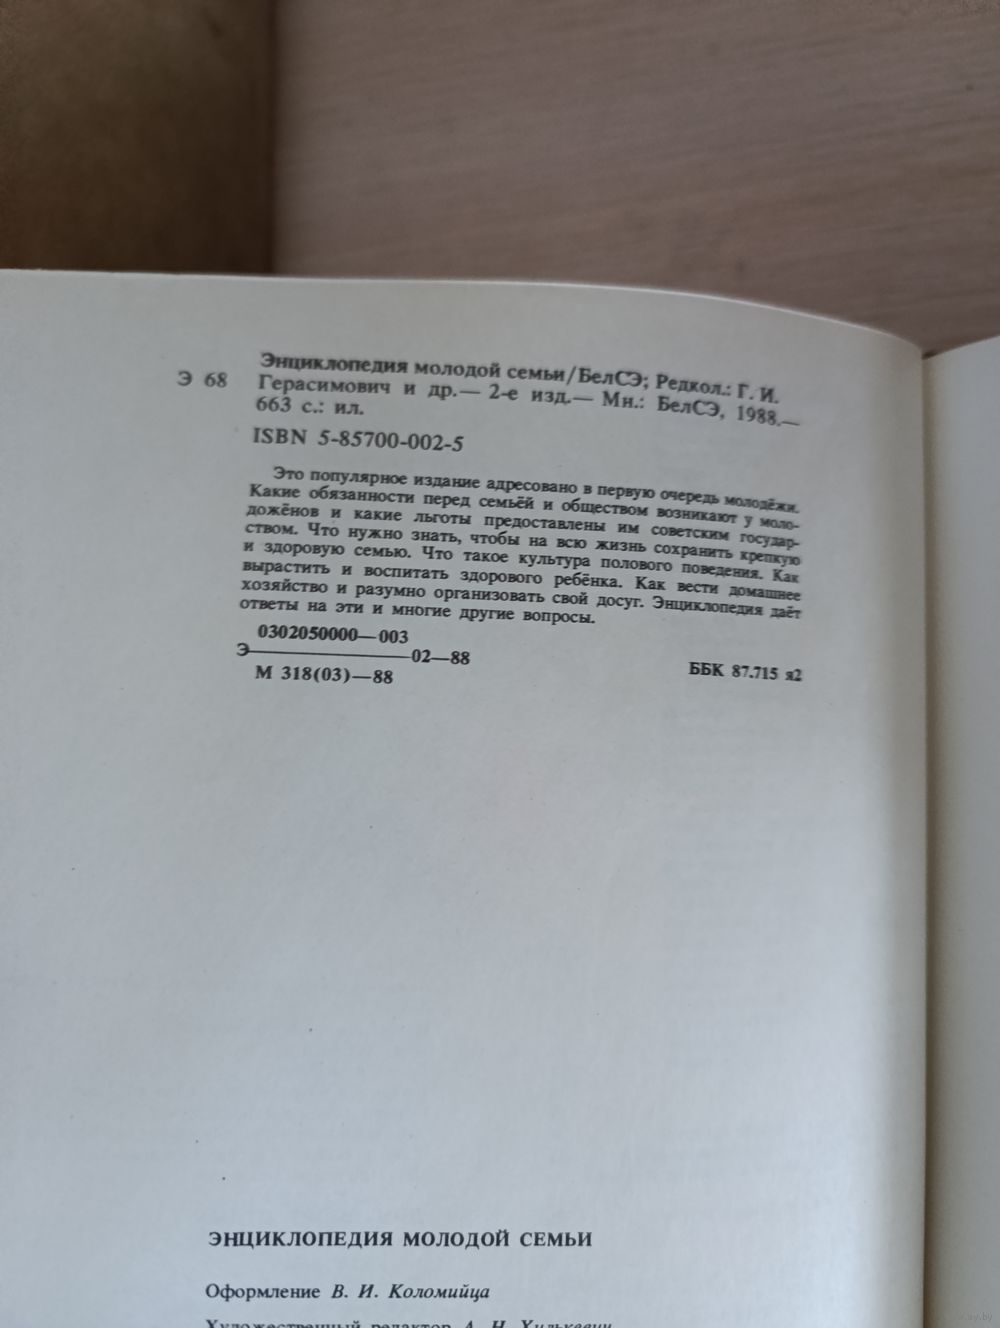 Энциклопедия молодой семьи/БелСЭ; Редкол.: Г. И.
Э 68 Герасимович и др.— 2-е изд.— Мн.: БелСЭ, 1988.—
663 с.: ил.
ISBN 5-85700-002-5
Это популярное издание адресовано в первую очередь молодёжи.
Какие обязанности перед семьёй и обществом возникают у моло-
дожёнов и какие льготы предоставлены им советским государ-
ством. Что нужно знать, чтобы на всю жизнь сохранить крепкую
и здоровую семью. Что такое культура полового поведения. Как
вырастить и воспитать здорового ребёнка. Как вести домашнее
хозяйство и разумно организовать свой досуг. Энциклопедия даёт
ответы на эти и многие другие вопросы.
0302050000—003
Э————02—88
М 318(03)—88
ББК 87.715 я2
ЭНЦИКЛОПЕДИЯ МОЛОДОЙ СЕМЬИ
Оформление В. И. Коломийца
Художественный редактор А. Н. Хилькевич